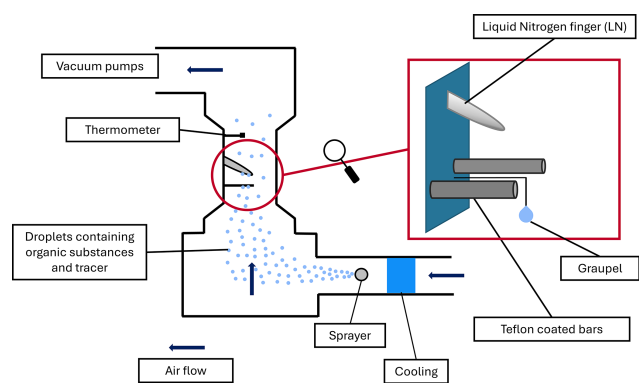 Liquid Nitrogen finger (LN)
Vacuum pumps
Thermometer
Droplets containing
organic substances
and tracer
Graupel
Sprayer
Teflon coated bars
Air flow
Cooling